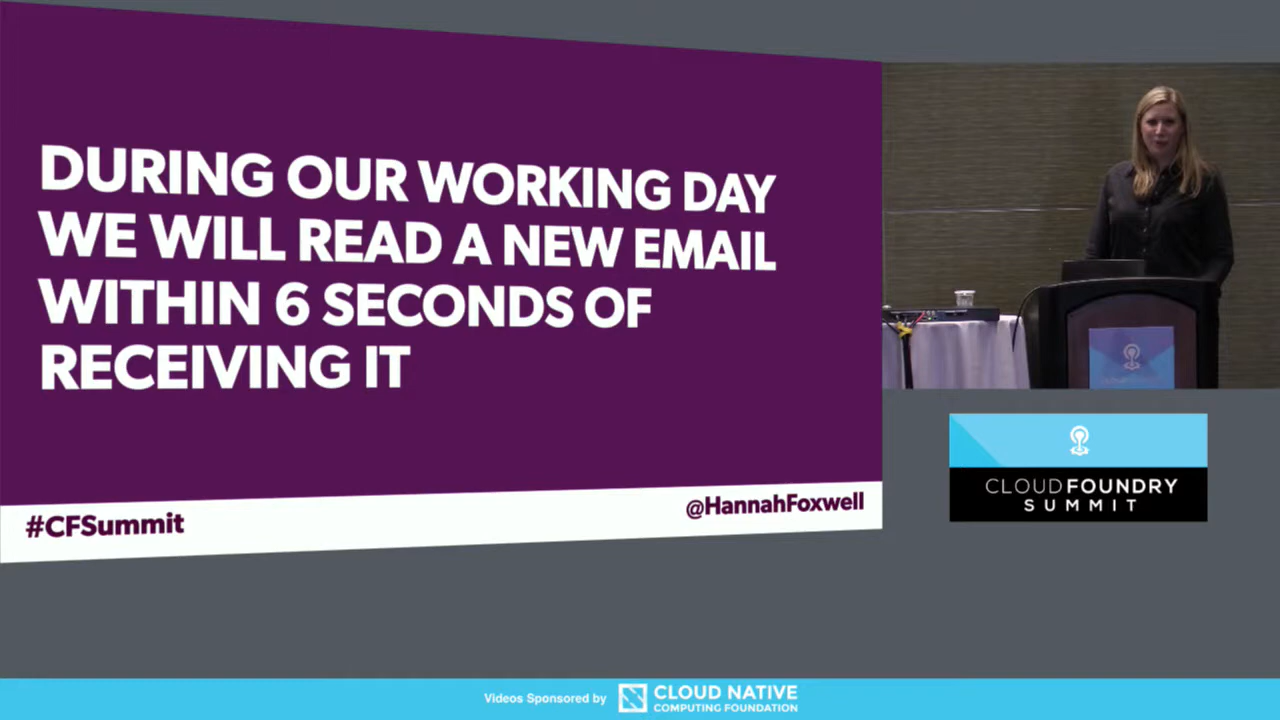 DURING OUR WORKING DAY
WE WILL READ A NEW EMAIL
WITHIN 6 SECONDS OF
RECEIVING IT
#CFSummit
@HannahFoxwell
CLOUDFOUNDRY
SUMMIT
Videos Sponsored by
CLOUD NATIVE
COMPUTING FOUNDATION